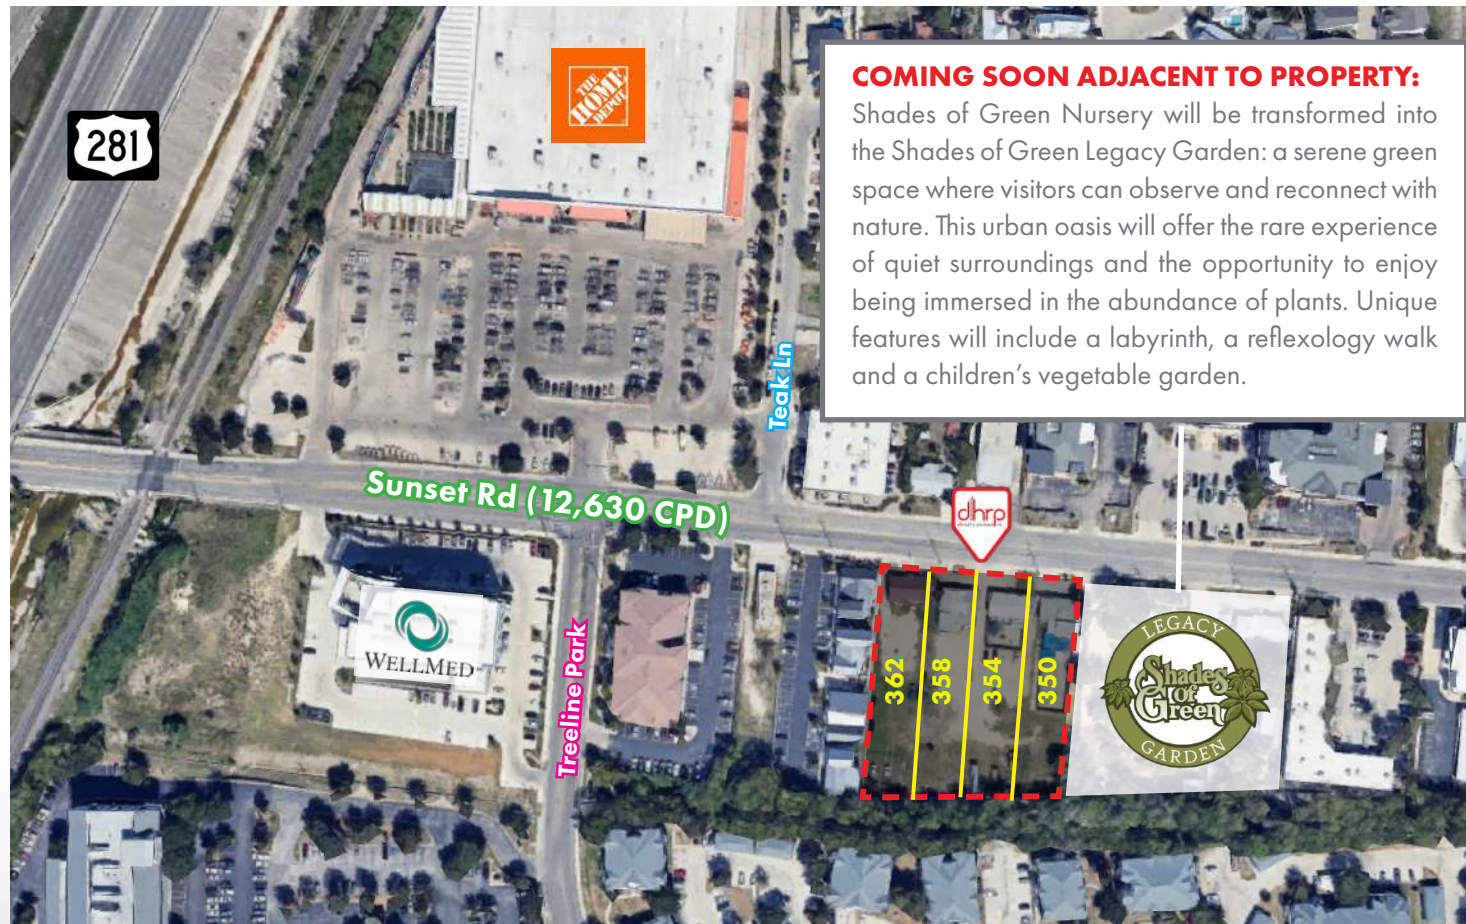 281
THE
HOME
DEPOT
COMING SOON ADJACENT TO PROPERTY:
Shades of Green Nursery will be transformed into
the Shades of Green Legacy Garden: a serene green
space where visitors can observe and reconnect with
nature. This urban oasis will offer the rare experience
of quiet surroundings and the opportunity to enjoy
being immersed in the abundance of plants. Unique
features will include a labyrinth, a reflexology walk
and a children’s vegetable garden.
Teak Ln
Sunset Rd (12,630 CPD)
dhrp
WELLMED
Treeline Park
362
358
354
350
LEGACY
Shades
of
Green
GARDEN